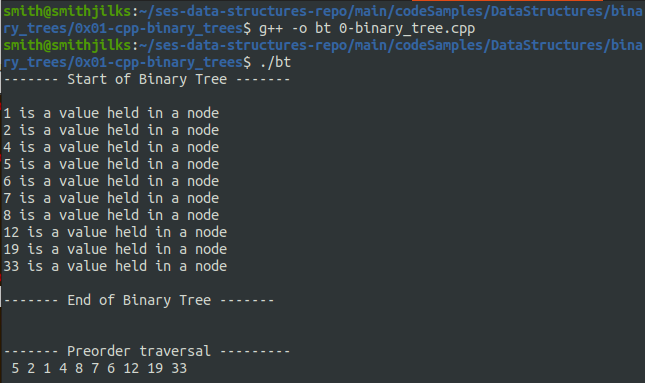 smith@smithjilks:~/ses-data-structures-repo/main/codeSamples/DataStructures/bina
ry_trees/0x01-cpp-binary_trees$ g++ -o bt 0-binary_tree.cpp
smith@smithjilks:~/ses-data-structures-repo/main/codeSamples/DataStructures/bina
ry_trees/0x01-cpp-binary_trees$ ./bt
------- Start of Binary Tree -------
1 is a value held in a node
2 is a value held in a node
4 is a value held in a node
5 is a value held in a node
6 is a value held in a node
7 is a value held in a node
8 is a value held in a node
12 is a value held in a node
19 is a value held in a node
33 is a value held in a node
------- End of Binary Tree -------
------- Preorder traversal ---------
5 2 1 4 8 7 6 12 19 33